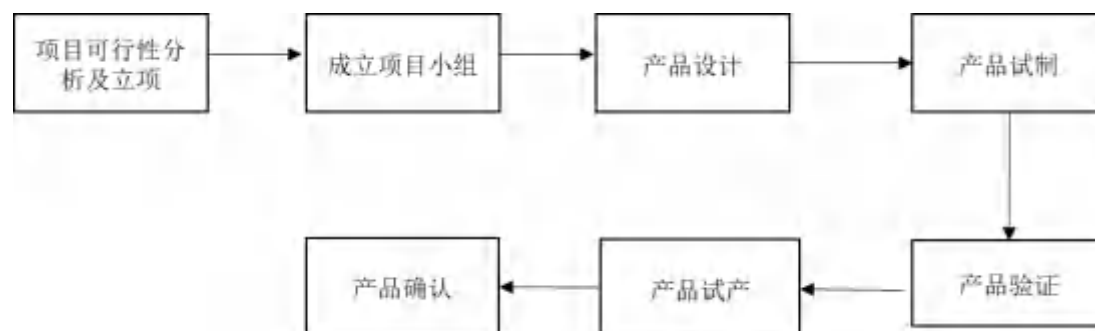 项目可行性分
析及立项
成立项目小组
产品设计
产品试制
产品验证
产品试产
产品确认